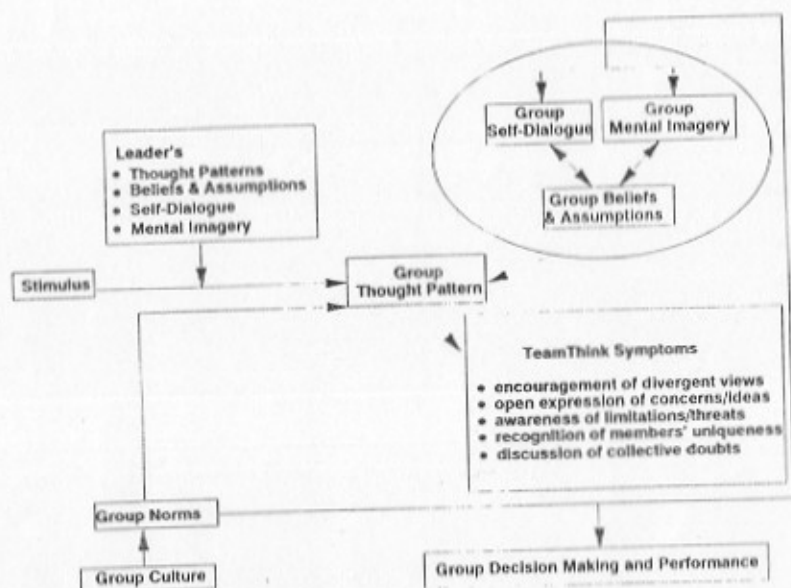 Group
Self-Dialogue
Group
Mental Imagery
Group Beliefs
& Assumptions
Leader's
• Thought Patterns
• Beliefs & Assumptions
• Self-Dialogue
• Mental Imagery
Stimulus
Group
Thought Pattern
TeamThink Symptoms
• encouragement of divergent views
• open expression of concerns/ideas
• awareness of limitations/threats
• recognition of members' uniqueness
• discussion of collective doubts
Group Norms
Group Culture
Group Decision Making and Performance